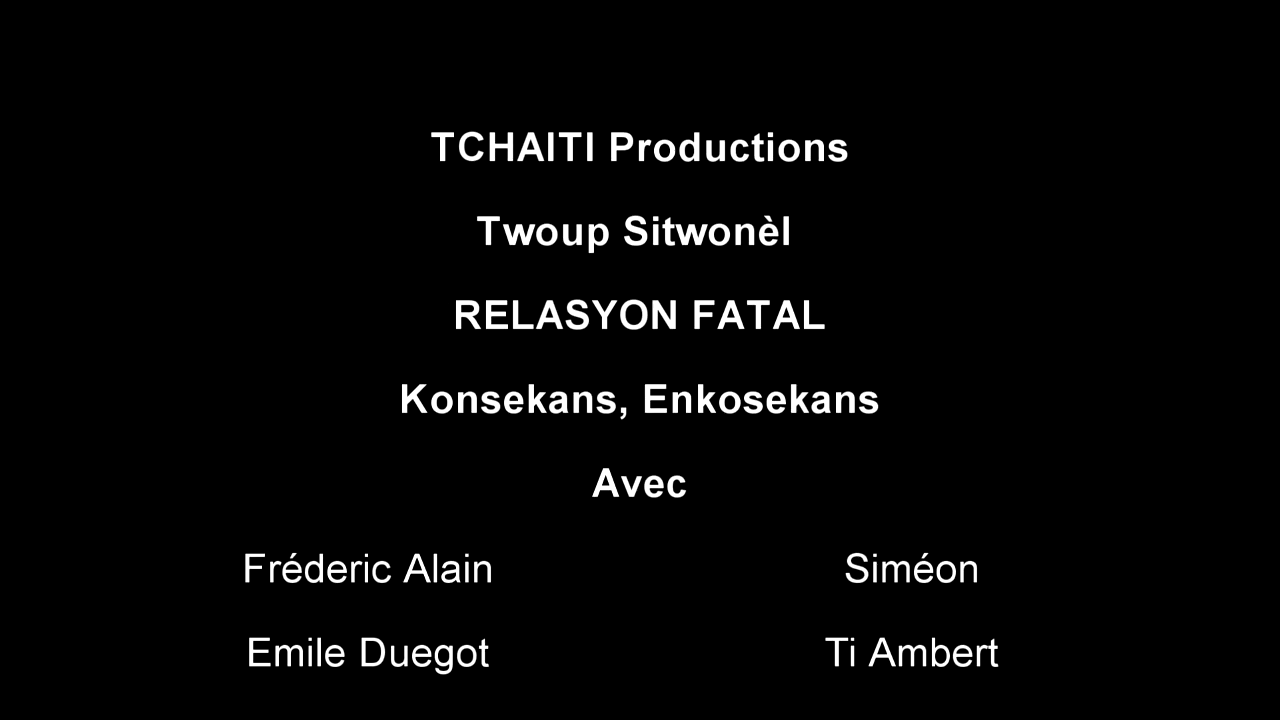 TCHAITI Productions
Twoup Sitwonèl
RELASYON FATAL
Konsekans, Enkosekans
Avec
Fréderic Alain Siméon
Emile Duegot Ti Ambert